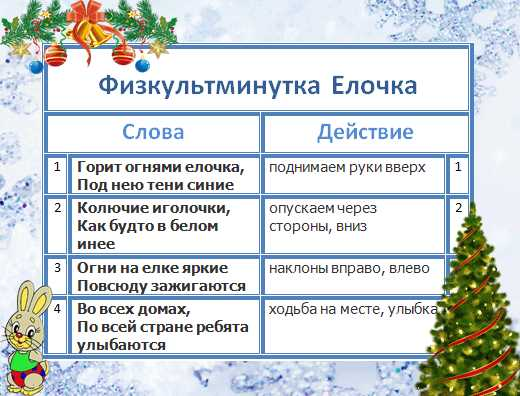 Физкультминутка Елочка
Слова Действие
1 Горит огнями елочка, поднимаем руки вверх 1
Под нею тени синие
2 Колючие иголочки, опускаем через 2
Как будто в белом стороны, вниз
инее
3 Огни на елке яркие наклоны вправо, влево
Повсюду зажигаются
4 Во всех домах, ходьба на месте, улыбка
По всей стране ребята
улыбаются